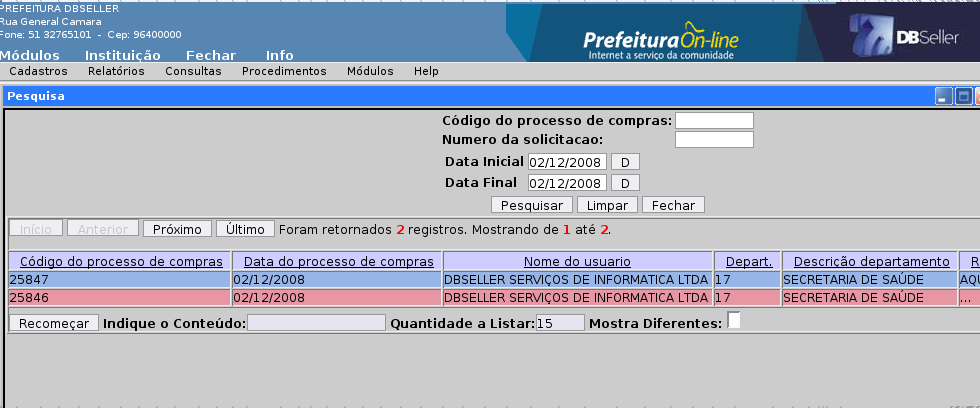 PREFEITURA DBSELLER
Rua General Camara
Fone: 51 32765101 - Cep: 96400000
PrefeituraOn-line
Internet a serviço da comunidade
DBSeller
Módulos Instituição Fechar Info
Cadastros Relatórios Consultas Procedimentos Módulos Help
Pesquisa
Código do processo de compras:
Numero da solicitacao:
Data Inicial 02/12/2008 D
Data Final 02/12/2008 D
Pesquisar Limpar Fechar
Início Anterior Próximo Último Foram retornados 2 registros. Mostrando de 1 até 2.
Código do processo de compras Data do processo de compras Nome do usuario Depart. Descrição departamento R
25847 02/12/2008 DBSELLER SERVIÇOS DE INFORMATICA LTDA 17 SECRETARIA DE SAÚDE AQU
25846 02/12/2008 DBSELLER SERVIÇOS DE INFORMATICA LTDA 17 SECRETARIA DE SAÚDE ...
Recomeçar Indique o Conteúdo: Quantidade a Listar: 15 Mostra Diferentes: